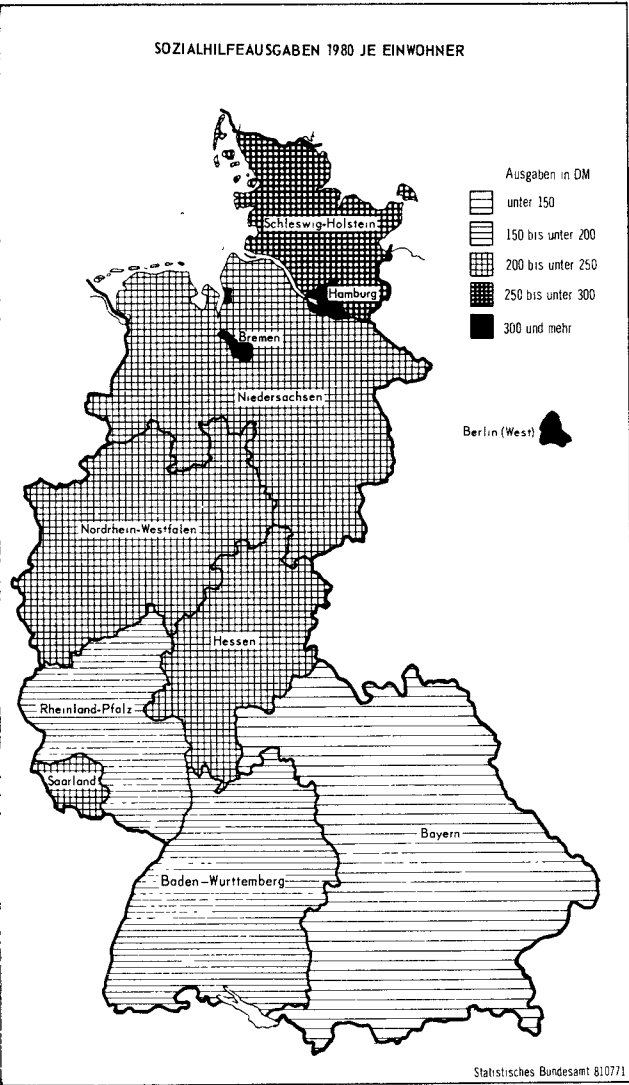 SOZIALHILFEAUSGABEN 1980 JE EINWOHNER
Ausgaben in DM
unter 150
150 bis unter 200
200 bis unter 250
250 bis unter 300
300 und mehr
Schleswig-Holstein
Hamburg
Bremen
Niedersachsen
Berlin (West)
Nordrhein-Westfalen
Hessen
Rheinland-Pfalz
Saarland
Bayern
Baden-Wurttemberg
Statistisches Bundesamt 810771